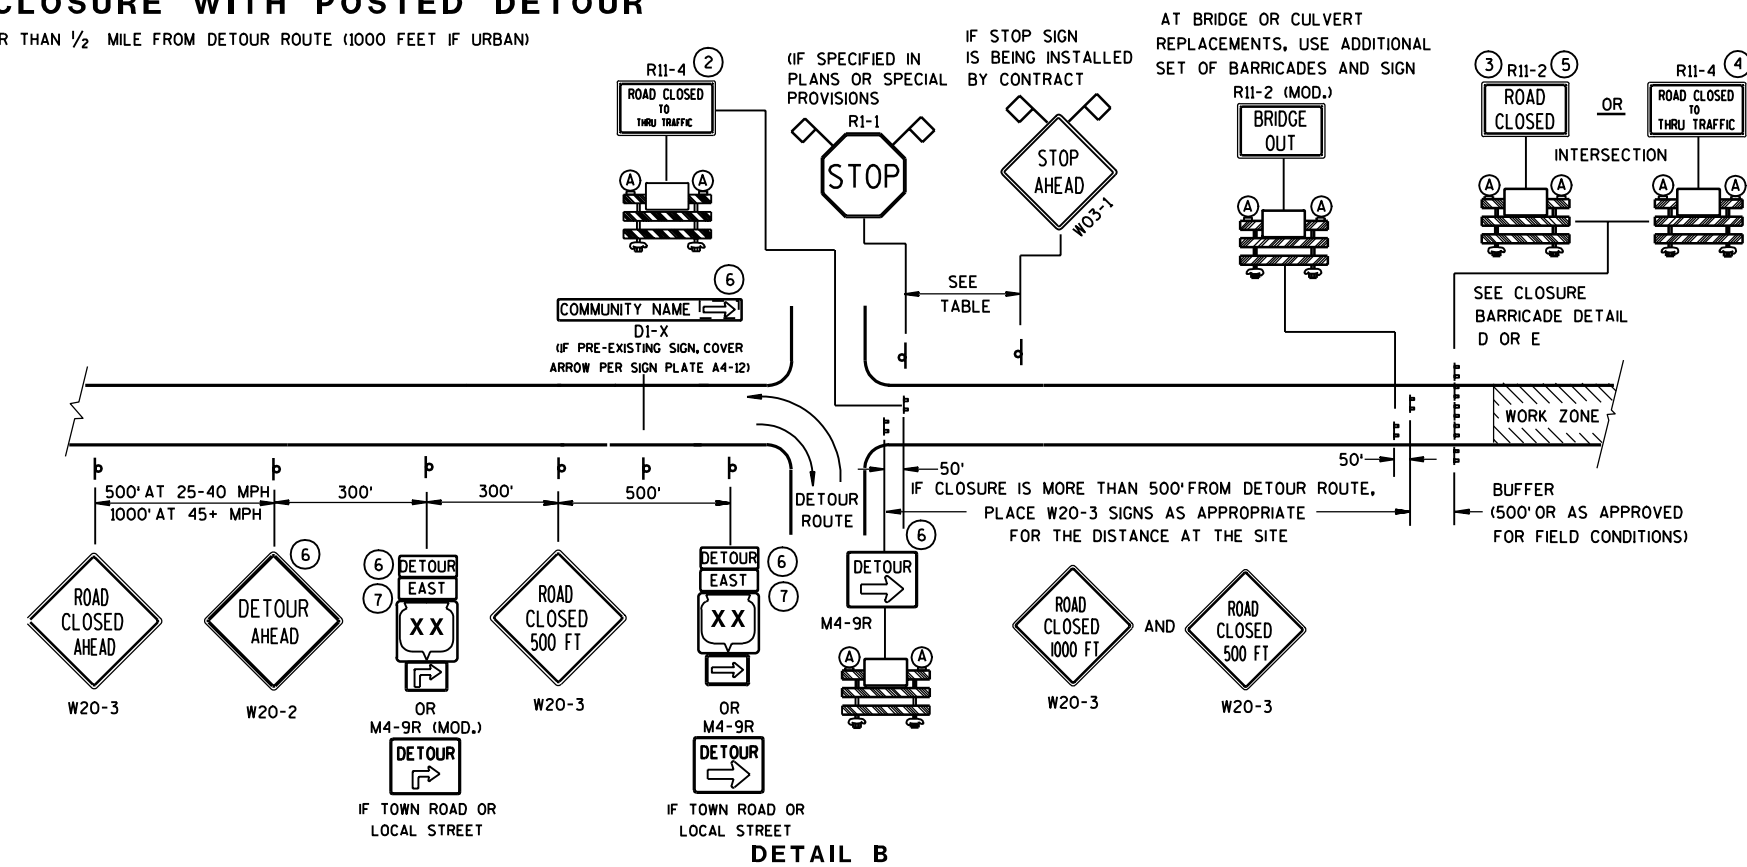 CLOSURE WITH POSTED DETOUR
R THAN 1/2 MILE FROM DETOUR ROUTE (1000 FEET IF URBAN)
R11-4 2
ROAD CLOSED
TO
THRU TRAFFIC
A A
(IF SPECIFIED IN
PLANS OR SPECIAL
PROVISIONS
R1-1
STOP
IF STOP SIGN
IS BEING INSTALLED
BY CONTRACT
STOP
AHEAD
W03-1
AT BRIDGE OR CULVERT
REPLACEMENTS, USE ADDITIONAL
SET OF BARRICADES AND SIGN
R11-2 (MOD.)
BRIDGE
OUT
A A
3 R11-2 5
ROAD
CLOSED
OR
R11-4 4
ROAD CLOSED
TO
THRU TRAFFIC
INTERSECTION
A A
A A
6
COMMUNITY NAME
D1-X
(IF PRE-EXISTING SIGN, COVER
ARROW PER SIGN PLATE A4-12)
SEE
TABLE
SEE CLOSURE
BARRICADE DETAIL
D OR E
WORK ZONE
500' AT 25-40 MPH
1000' AT 45+ MPH
300'
300'
500'
DETOUR
ROUTE
50'
50'
IF CLOSURE IS MORE THAN 500' FROM DETOUR ROUTE,
PLACE W20-3 SIGNS AS APPROPRIATE
FOR THE DISTANCE AT THE SITE
BUFFER
(500' OR AS APPROVED
FOR FIELD CONDITIONS)
ROAD
CLOSED
AHEAD
W20-3
6
DETOUR
AHEAD
W20-2
6
7
DETOUR
EAST
XX
OR
M4-9R (MOD.)
DETOUR
IF TOWN ROAD OR
LOCAL STREET
ROAD
CLOSED
500 FT
W20-3
DETOUR
EAST
XX
6
7
OR
M4-9R
DETOUR
IF TOWN ROAD OR
LOCAL STREET
6
DETOUR
M4-9R
A A
ROAD
CLOSED
1000 FT
W20-3
AND
ROAD
CLOSED
500 FT
W20-3
DETAIL B